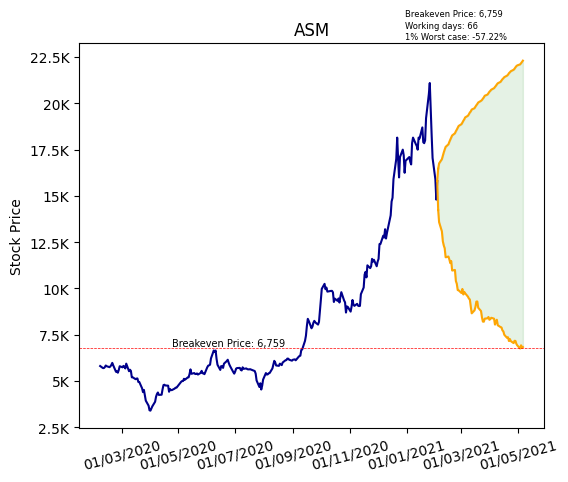 Breakeven Price: 6,759
Working days: 66
1% Worst case: -57.22%
ASM
22.5K
20K
17.5K
15K
12.5K
10K
7.5K
5K
2.5K
Stock Price
Breakeven Price: 6,759
01/03/2020
01/05/2020
01/07/2020
01/09/2020
01/11/2020
01/01/2021
01/03/2021
01/05/2021